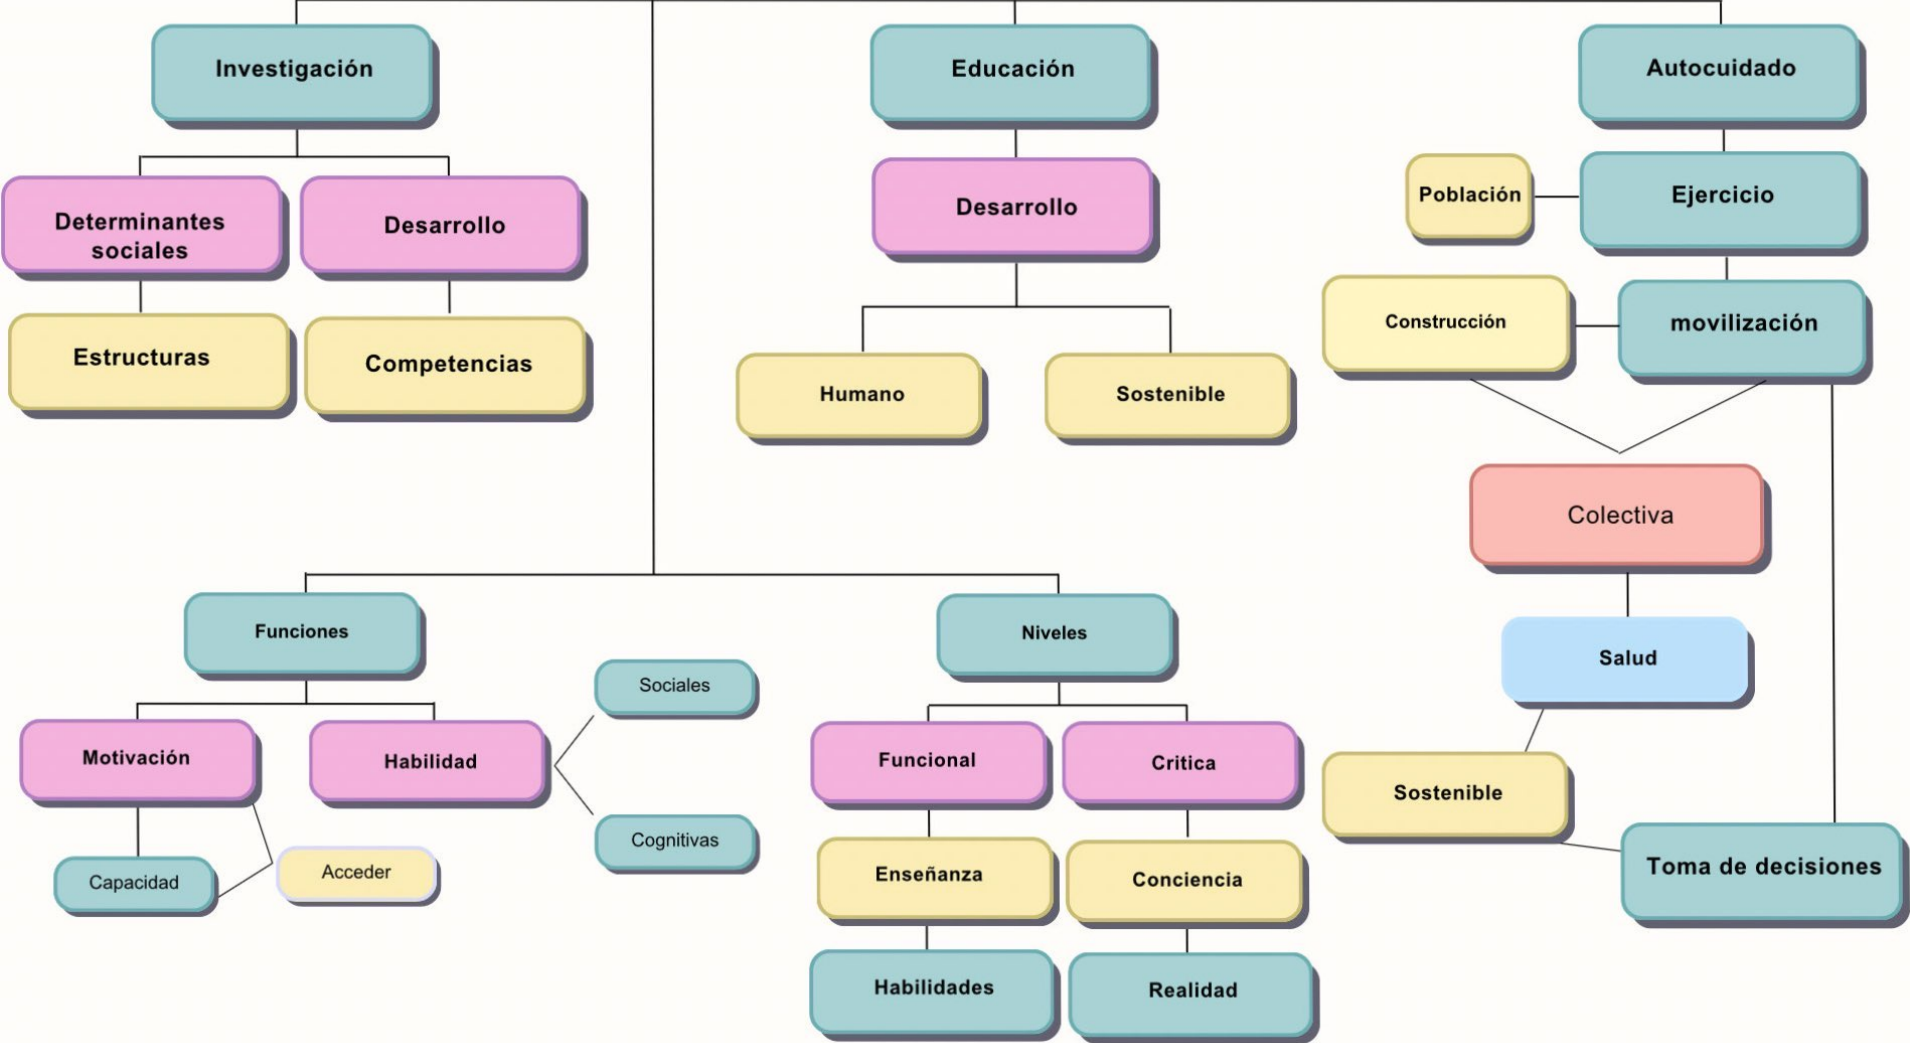 Investigación
Educación
Autocuidado
Determinantes
sociales
Desarrollo
Desarrollo
Población
Ejercicio
Estructuras
Competencias
Humano
Sostenible
Construcción
movilización
Colectiva
Funciones
Niveles
Salud
Sociales
Motivación
Habilidad
Funcional
Critica
Sostenible
Cognitivas
Capacidad
Acceder
Enseñanza
Conciencia
Toma de decisiones
Habilidades
Realidad